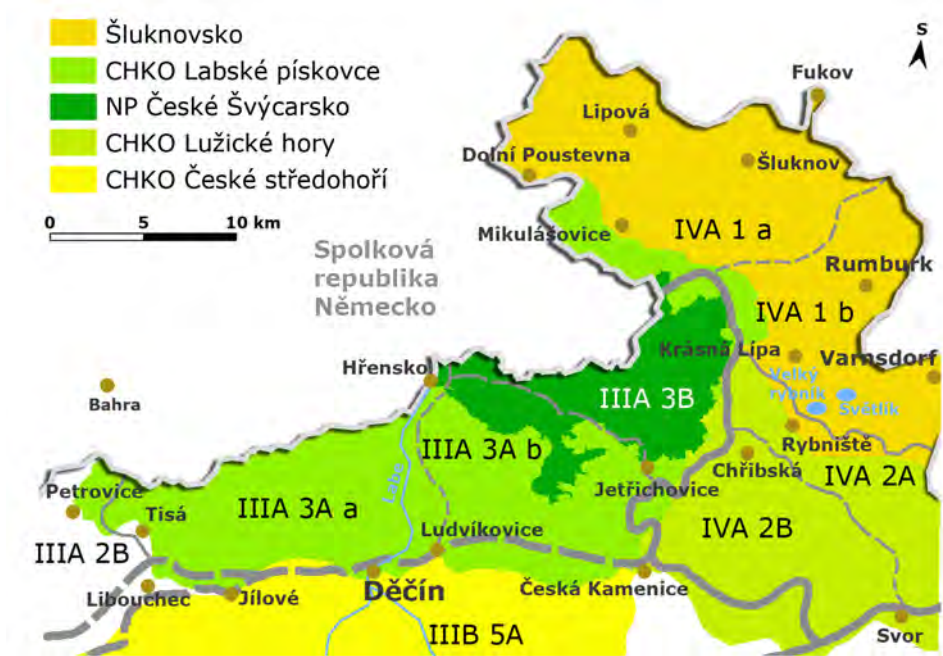 Šluknovsko
CHKO Labské pískovce
NP České Švýcarsko
CHKO Lužické hory
CHKO České středohoří
0 5 10 km
S
Fukov
Lipová
Dolní Poustevna
Šluknov
Mikulášovice
IVA 1 a
Spolková
republika
Německo
Rumburk
IVA 1 b
Krásná Lípa
Varnsdorf
Hřensko
Velký
rybník
Světlík
Bahra
IIIA 3B
Rybniště
IIIA 3A b
Chřibská
IVA 2A
Jetřichovice
Labe
Petrovice
Tisá
IIIA 3A a
IVA 2B
Ludvíkovice
IIIA 2B
Libouchec
Jílové
Děčín
Česká Kamenice
IIIB 5A
Svor